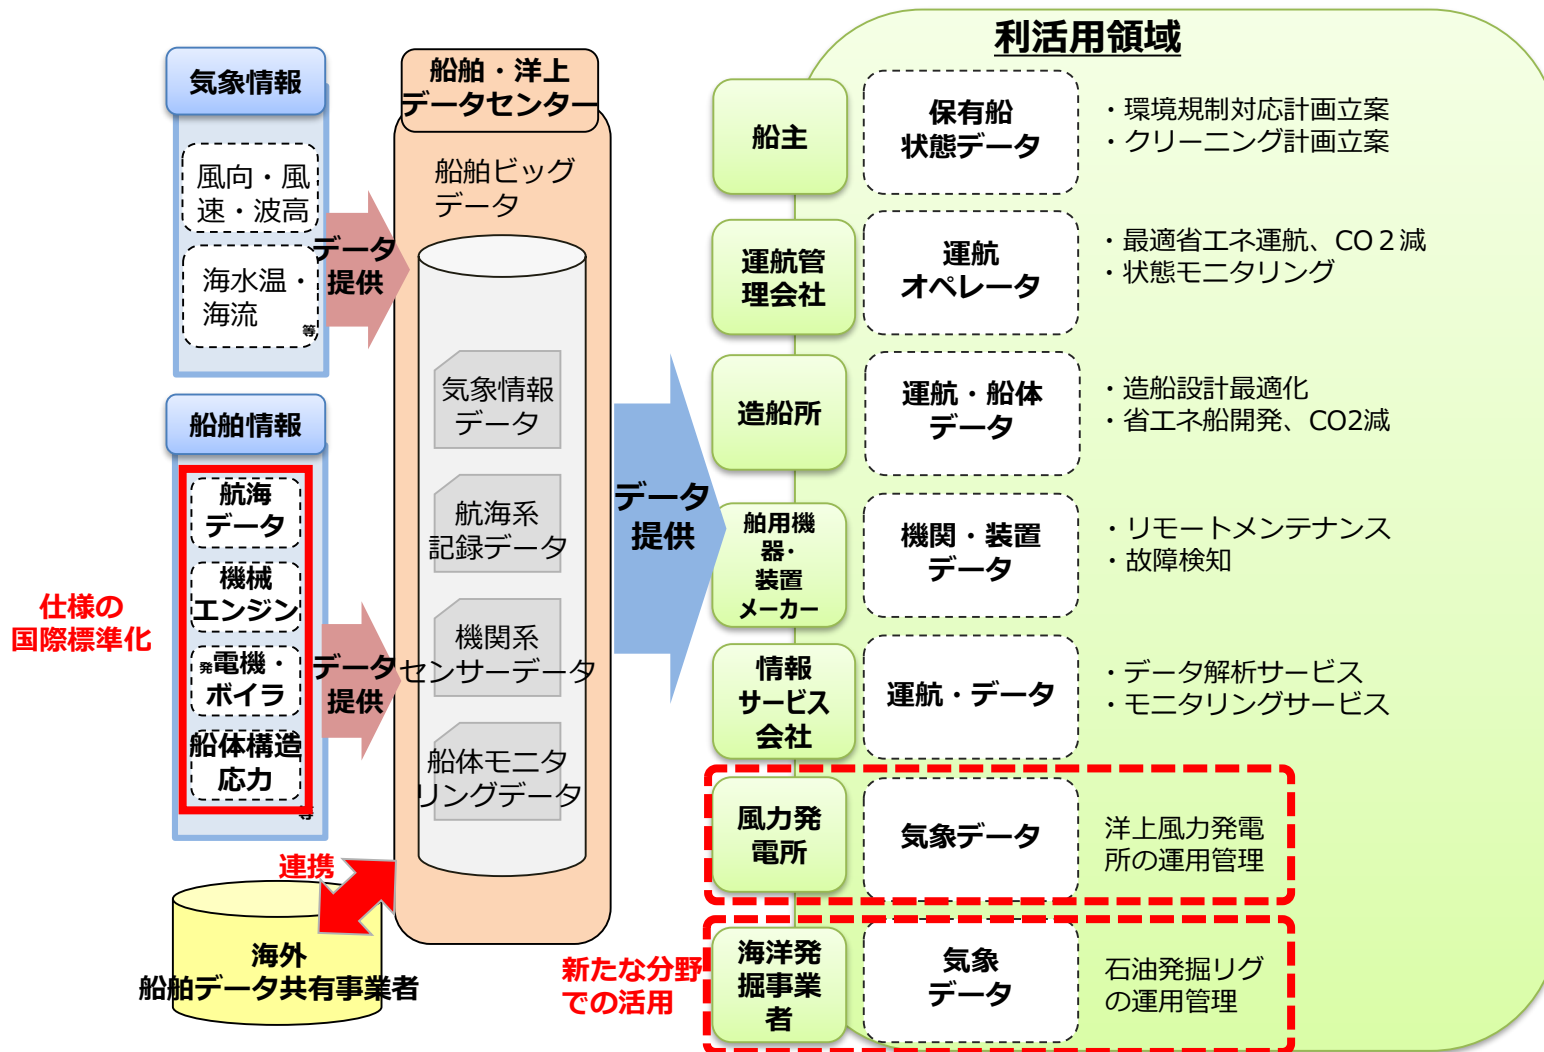 利活用領域
気象情報
風向・風
速・波高
海水温・
海流
等
データ
提供
船舶情報
航海
データ
機械
エンジン
発電機・
ボイラ
船体構造
応力
等
仕様の
国際標準化
データ
提供
連携
海外
船舶データ共有事業者
船舶・洋上
データセンター
船舶ビッグ
データ
気象情報
データ
航海系
記録データ
機関系
センサーデータ
船体モニタ
リングデータ
データ
提供
船主
保有船
状態データ
・環境規制対応計画立案
・クリーニング計画立案
運航管
理会社
運航
オペレータ
・最適省エネ運航、CO２減
・状態モニタリング
造船所
運航・船体
データ
・造船設計最適化
・省エネ船開発、CO2減
舶用機
器・
装置
メーカー
機関・装置
データ
・リモートメンテナンス
・故障検知
情報
サービス
会社
運航・データ
・データ解析サービス
・モニタリングサービス
風力発
電所
気象データ
洋上風力発電
所の運用管理
新たな分野
での活用
海洋発
掘事業
者
気象
データ
石油発掘リグ
の運用管理